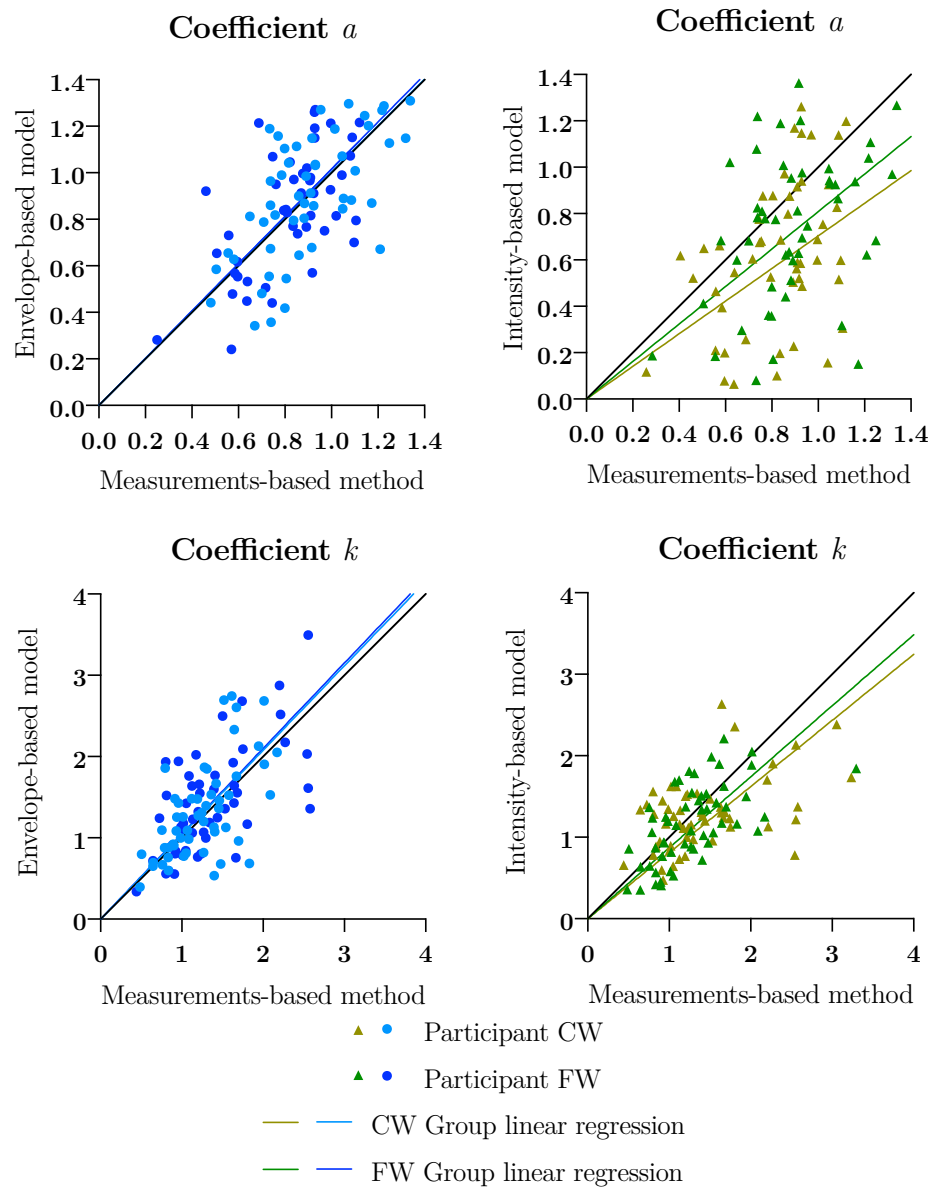 Coefficient a
Envelope-based model
1.4
1.2
1.0
0.8
0.6
0.4
0.2
0.0
0.0 0.2 0.4 0.6 0.8 1.0 1.2 1.4
Measurements-based method
Coefficient a
Intensity-based model
1.4
1.2
1.0
0.8
0.6
0.4
0.2
0.0
0.0 0.2 0.4 0.6 0.8 1.0 1.2 1.4
Measurements-based method
Coefficient k
Envelope-based model
4
3
2
1
0
0 1 2 3 4
Measurements-based method
Coefficient k
Intensity-based model
4
3
2
1
0
0 1 2 3 4
Measurements-based method
Participant CW
Participant FW
CW Group linear regression
FW Group linear regression